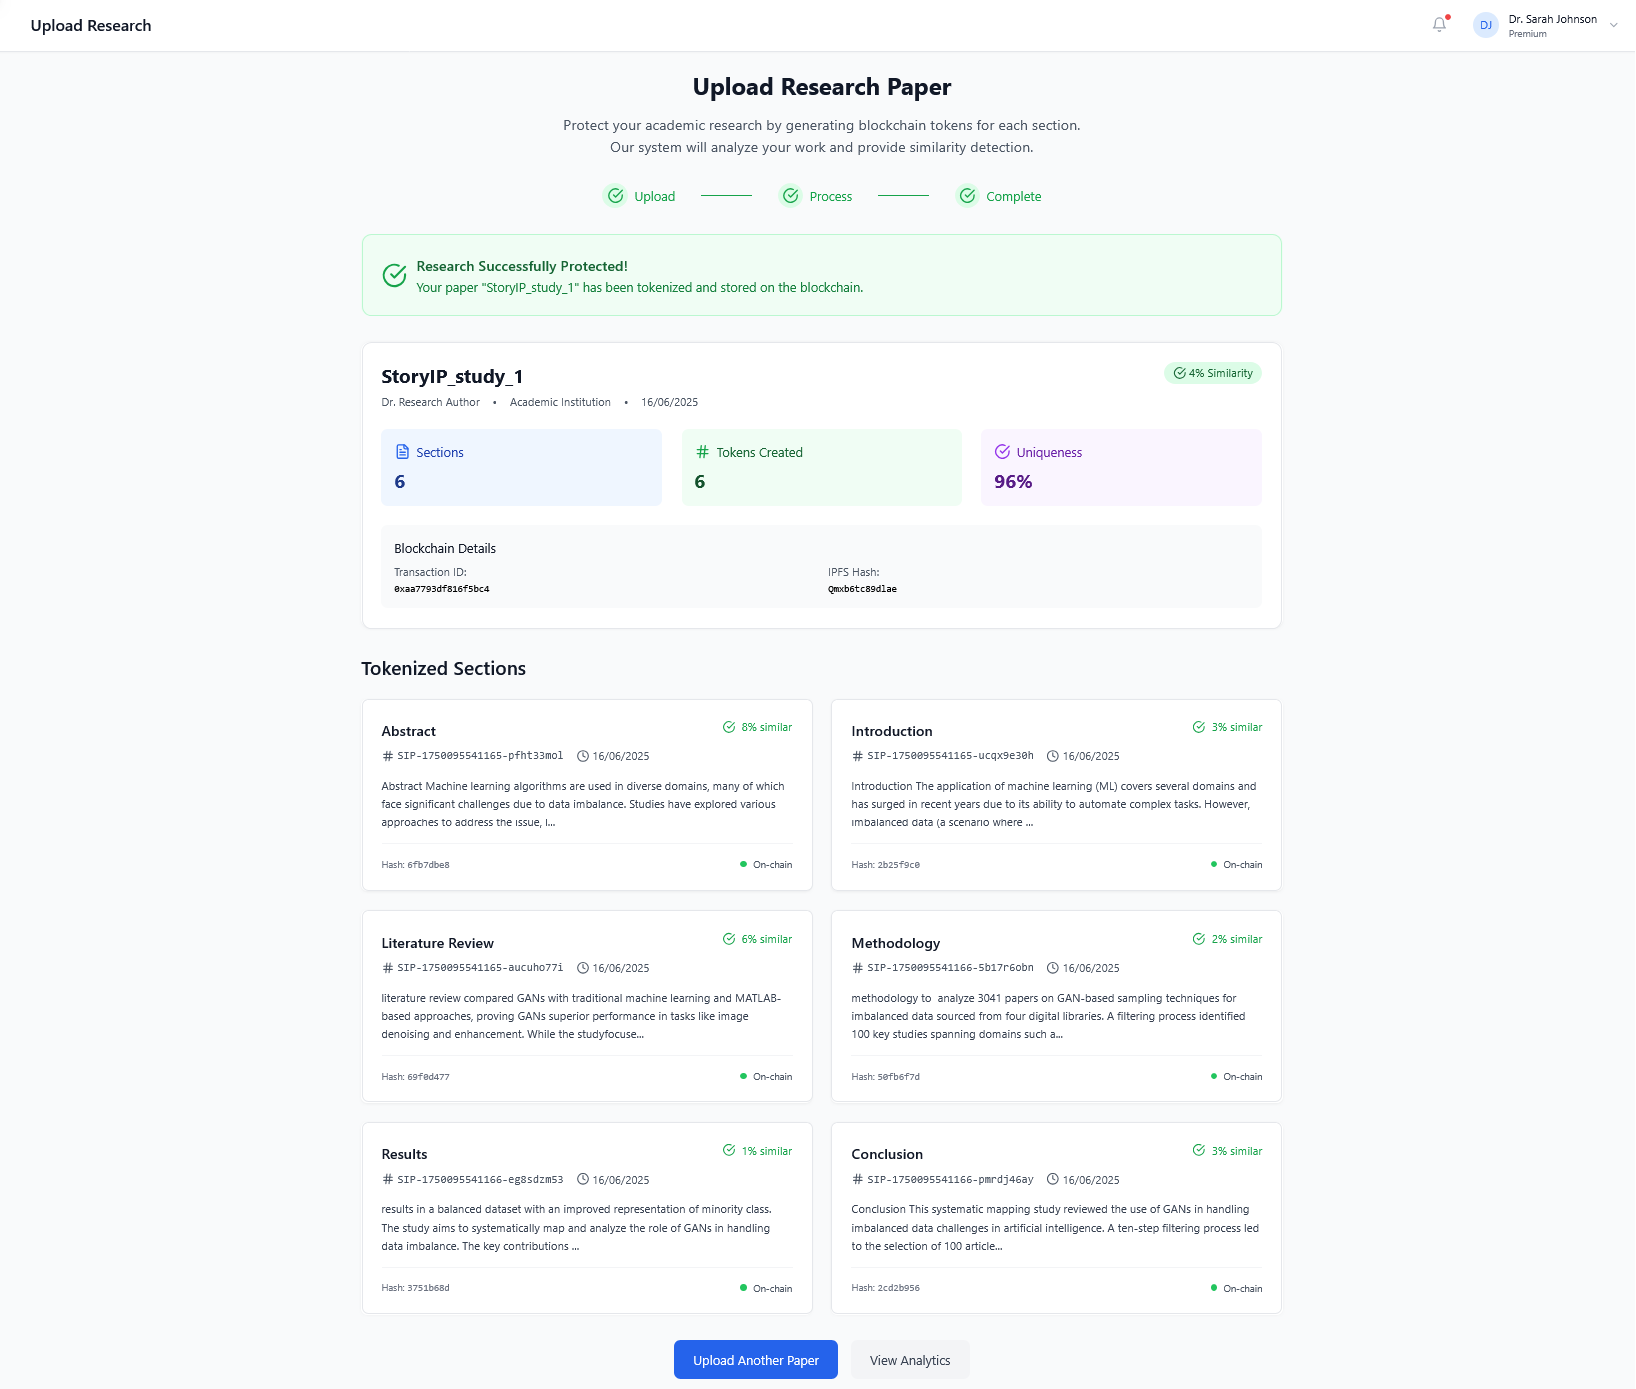 Upload Research
DJ
Dr. Sarah Johnson
Premium
Upload Research Paper
Protect your academic research by generating blockchain tokens for each section.
Our system will analyze your work and provide similarity detection.
Upload
Process
Complete
Research Successfully Protected!
Your paper "StoryIP_study_1" has been tokenized and stored on the blockchain.
StoryIP_study_1
4% Similarity
Dr. Research Author • Academic Institution • 16/06/2025
Sections
6
Tokens Created
6
Uniqueness
96%
Blockchain Details
Transaction ID:
0xaa7793df816f5bc4
IPFS Hash:
Qmxb6tc89dlae
Tokenized Sections
Abstract
8% similar
SIP-1750095541165-pfht33mol 16/06/2025
Abstract Machine learning algorithms are used in diverse domains, many of which
face significant challenges due to data imbalance. Studies have explored various
approaches to address the issue, i...
Hash: 6fb7dbe8
On-chain
Introduction
3% similar
SIP-1750095541165-ucqx9e30h 16/06/2025
Introduction The application of machine learning (ML) covers several domains and
has surged in recent years due to its ability to automate complex tasks. However,
imbalanced data (a scenario where ...
Hash: 2b25f9c0
On-chain
Literature Review
6% similar
SIP-1750095541165-aucuho77i 16/06/2025
literature review compared GANs with traditional machine learning and MATLAB-
based approaches, proving GANs superior performance in tasks like image
denoising and enhancement. While the studyfocuse...
Hash: 69f0d477
On-chain
Methodology
2% similar
SIP-1750095541166-5b17r6obn 16/06/2025
methodology to  analyze 3041 papers on GAN-based sampling techniques for
imbalanced data sourced from four digital libraries. A filtering process identified
100 key studies spanning domains such a...
Hash: 50fb6f7d
On-chain
Results
1% similar
SIP-1750095541166-eg8sdzm53 16/06/2025
results in a balanced dataset with an improved representation of minority class.
The study aims to systematically map and analyze the role of GANs in handling
data imbalance. The key contributions ...
Hash: 3751b68d
On-chain
Conclusion
3% similar
SIP-1750095541166-pmrdj46ay 16/06/2025
Conclusion This systematic mapping study reviewed the use of GANs in handling
imbalanced data challenges in artificial intelligence. A ten-step filtering process led
to the selection of 100 article...
Hash: 2cd2b956
On-chain
Upload Another Paper
View Analytics